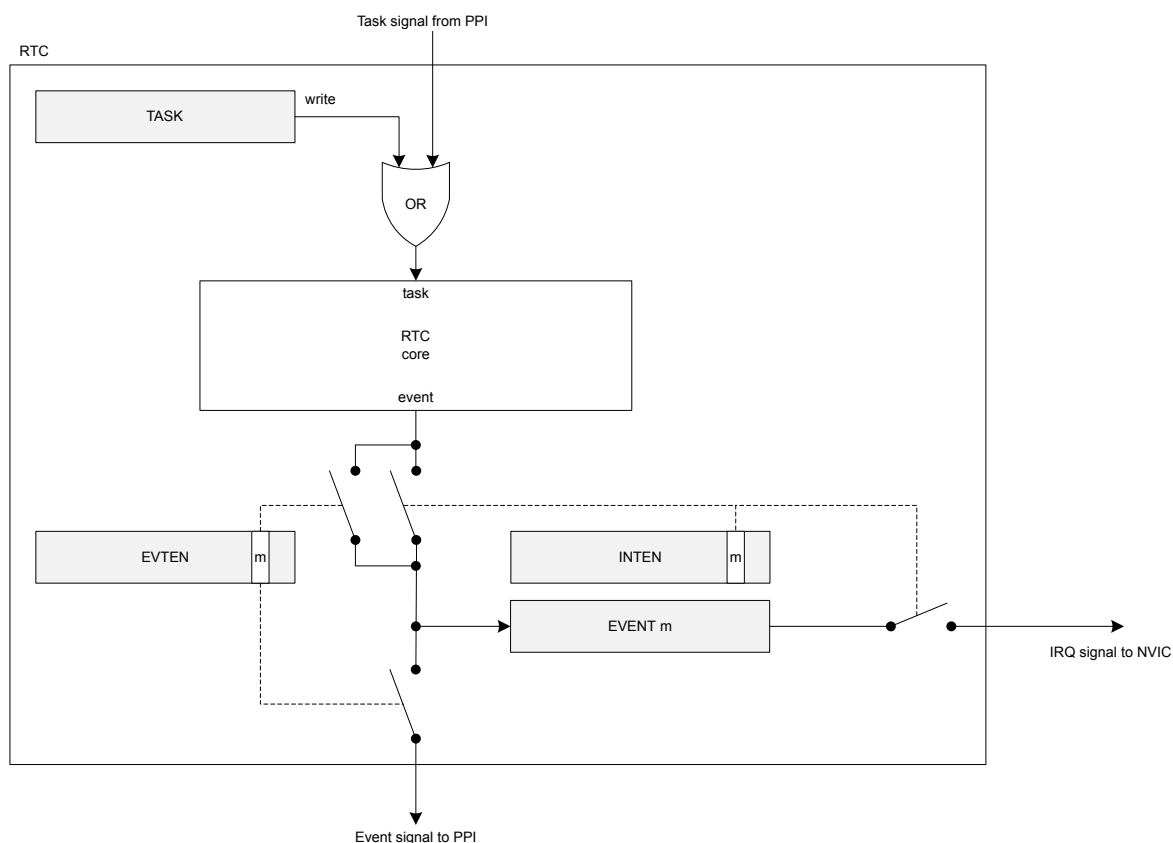 Task signal from PPI
RTC
TASK
write
OR
task
RTC
core
event
EVTEN
m
INTEN
m
EVENT m
IRQ signal to NVIC
Event signal to PPI